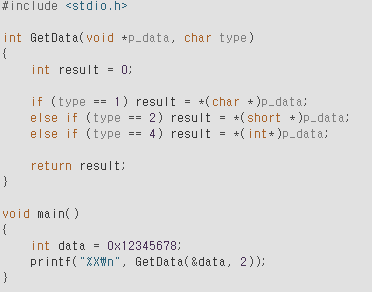 #include <stdio.h>
int GetData(void *p_data, char type)
{
int result = 0;
if (type == 1) result = *(char *)p_data;
else if (type == 2) result = *(short *)p_data;
else if (type == 4) result = *(int*)p_data;
return result;
}
void main()
{
int data = 0x12345678;
printf("%X₩n", GetData(&data, 2));
}